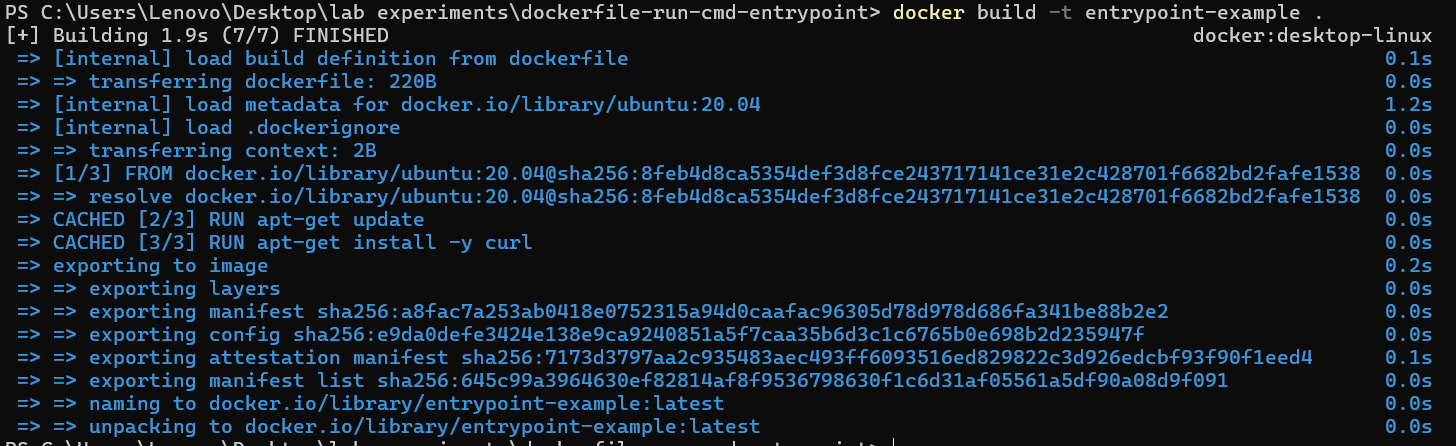 PS C:\Users\Lenovo\Desktop\lab experiments\dockerfile-run-cmd-entrypoint> docker build -t entrypoint-example .
[+] Building 1.9s (7/7) FINISHED docker:desktop-linux
=> [internal] load build definition from dockerfile 0.1s
=> => transferring dockerfile: 220B 0.0s
=> [internal] load metadata for docker.io/library/ubuntu:20.04 1.2s
=> [internal] load .dockerignore 0.0s
=> => transferring context: 2B 0.0s
=> [1/3] FROM docker.io/library/ubuntu:20.04@sha256:8feb4d8ca5354def3d8fce243717141ce31e2c428701f6682bd2fafe1538 0.0s
=> => resolve docker.io/library/ubuntu:20.04@sha256:8feb4d8ca5354def3d8fce243717141ce31e2c428701f6682bd2fafe1538 0.0s
=> CACHED [2/3] RUN apt-get update 0.0s
=> CACHED [3/3] RUN apt-get install -y curl 0.0s
=> exporting to image 0.2s
=> => exporting layers 0.0s
=> => exporting manifest sha256:a8fac7a253ab0418e0752315a94d0caafac96305d78d978d686fa341be88b2e2 0.0s
=> => exporting config sha256:e9da0defe3424e138e9ca9240851a5f7caa35b6d3c1c6765b0e698b2d235947f 0.0s
=> => exporting attestation manifest sha256:7173d3797aa2c935483aec493ff6093516ed829822c3d926edcbf93f90f1eed4 0.1s
=> => exporting manifest list sha256:645c99a3964630ef82814af8f9536798630f1c6d31af05561a5df90a08d9f091 0.0s
=> => naming to docker.io/library/entrypoint-example:latest 0.0s
=> => unpacking to docker.io/library/entrypoint-example:latest 0.0s